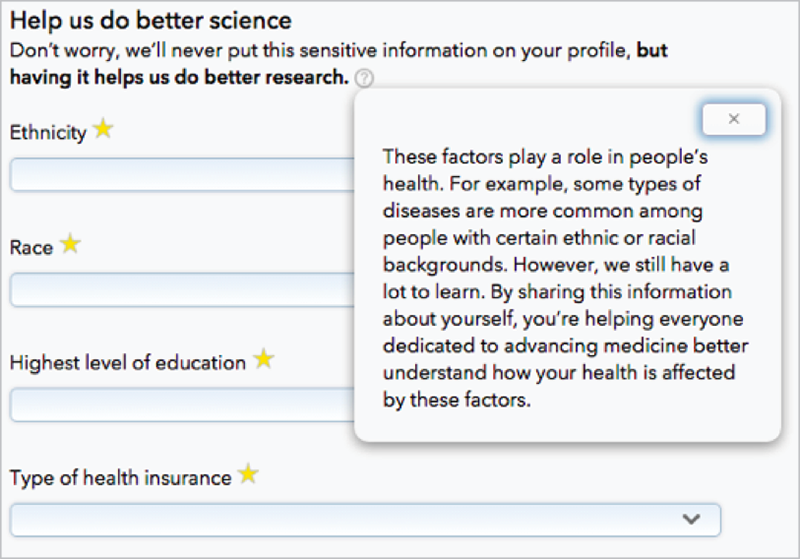 Help us do better science
Don't worry, we'll never put this sensitive information on your profile, but
having it helps us do better research. ?
Ethnicity
×
These factors play a role in people's
health. For example, some types of
diseases are more common among
people with certain ethnic or racial
backgrounds. However, we still have a
lot to learn. By sharing this information
about yourself, you're helping everyone
dedicated to advancing medicine better
understand how your health is affected
by these factors.
Race
Highest level of education
Type of health insurance